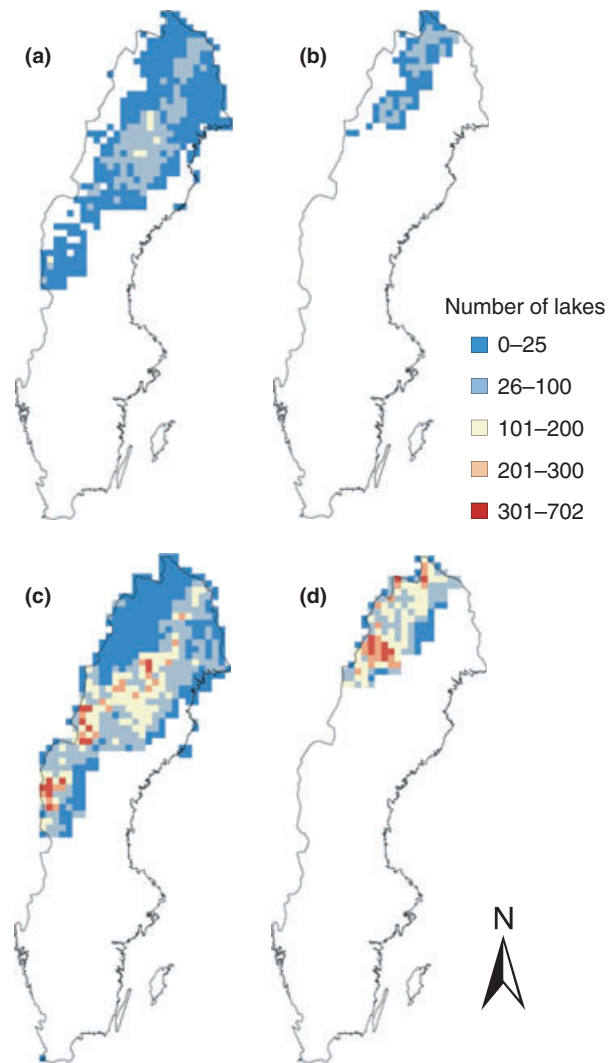 (a)
(b)
Number of lakes
0–25
26–100
101–200
201–300
301–702
(c)
(d)
N